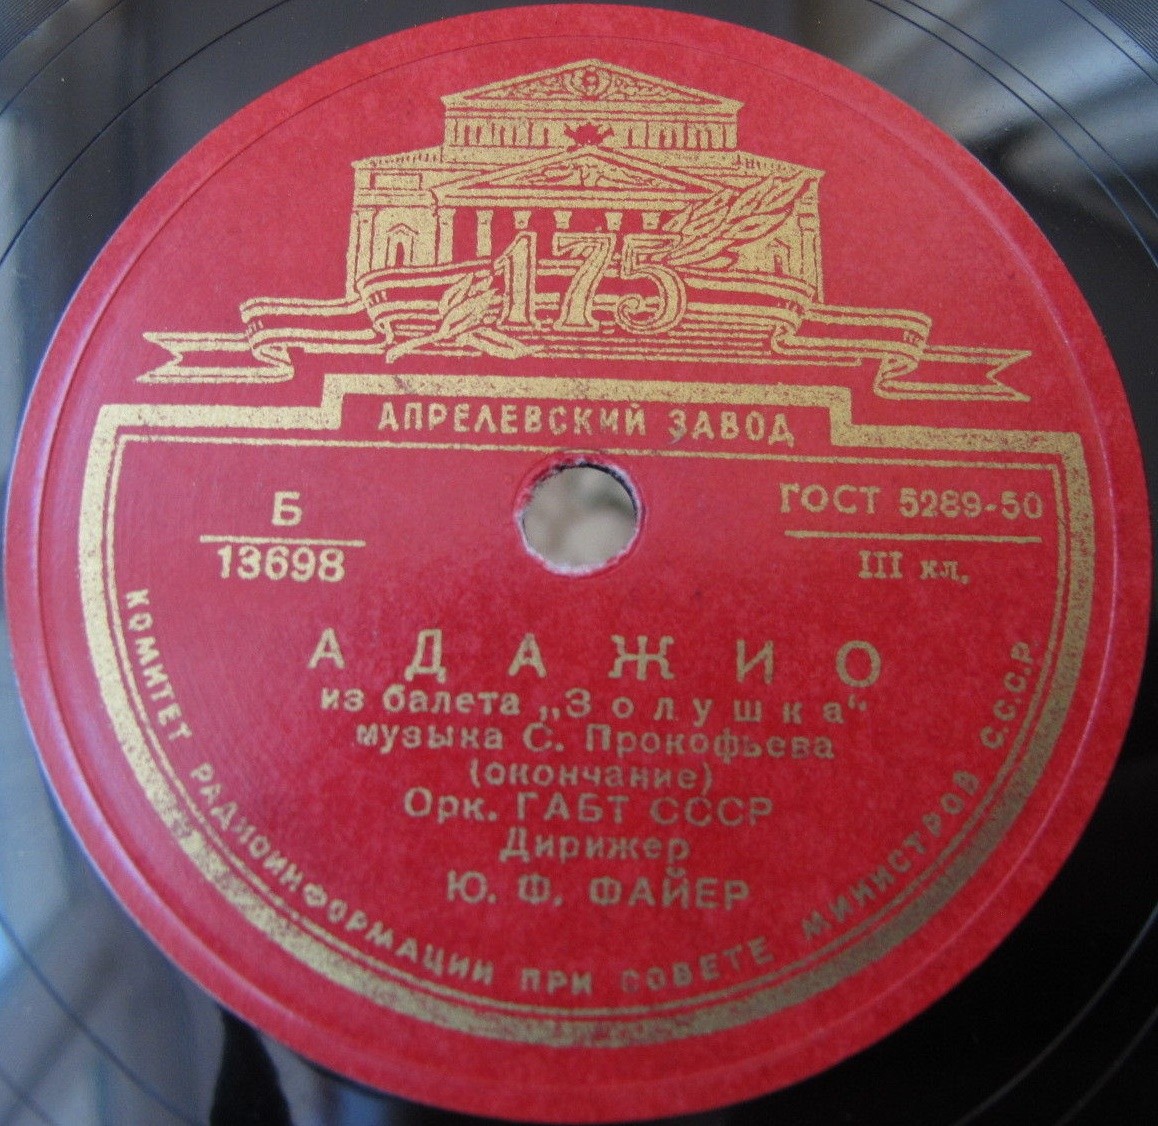 175
АПРЕЛЕВСКИЙ ЗАВОД
Б
13698
ГОСТ 5289-50
III кл.
АДАЖИО
из балета „Золушка“
музыка С. Прокофьева
(окончание)
Орк. ГАБТ СССР
Дирижер
Ю. Ф. ФАЙЕР
КОМИТЕТ РАДИОИНФОРМАЦИИ ПРИ СОВЕТЕ МИНИСТРОВ С.С.С.Р